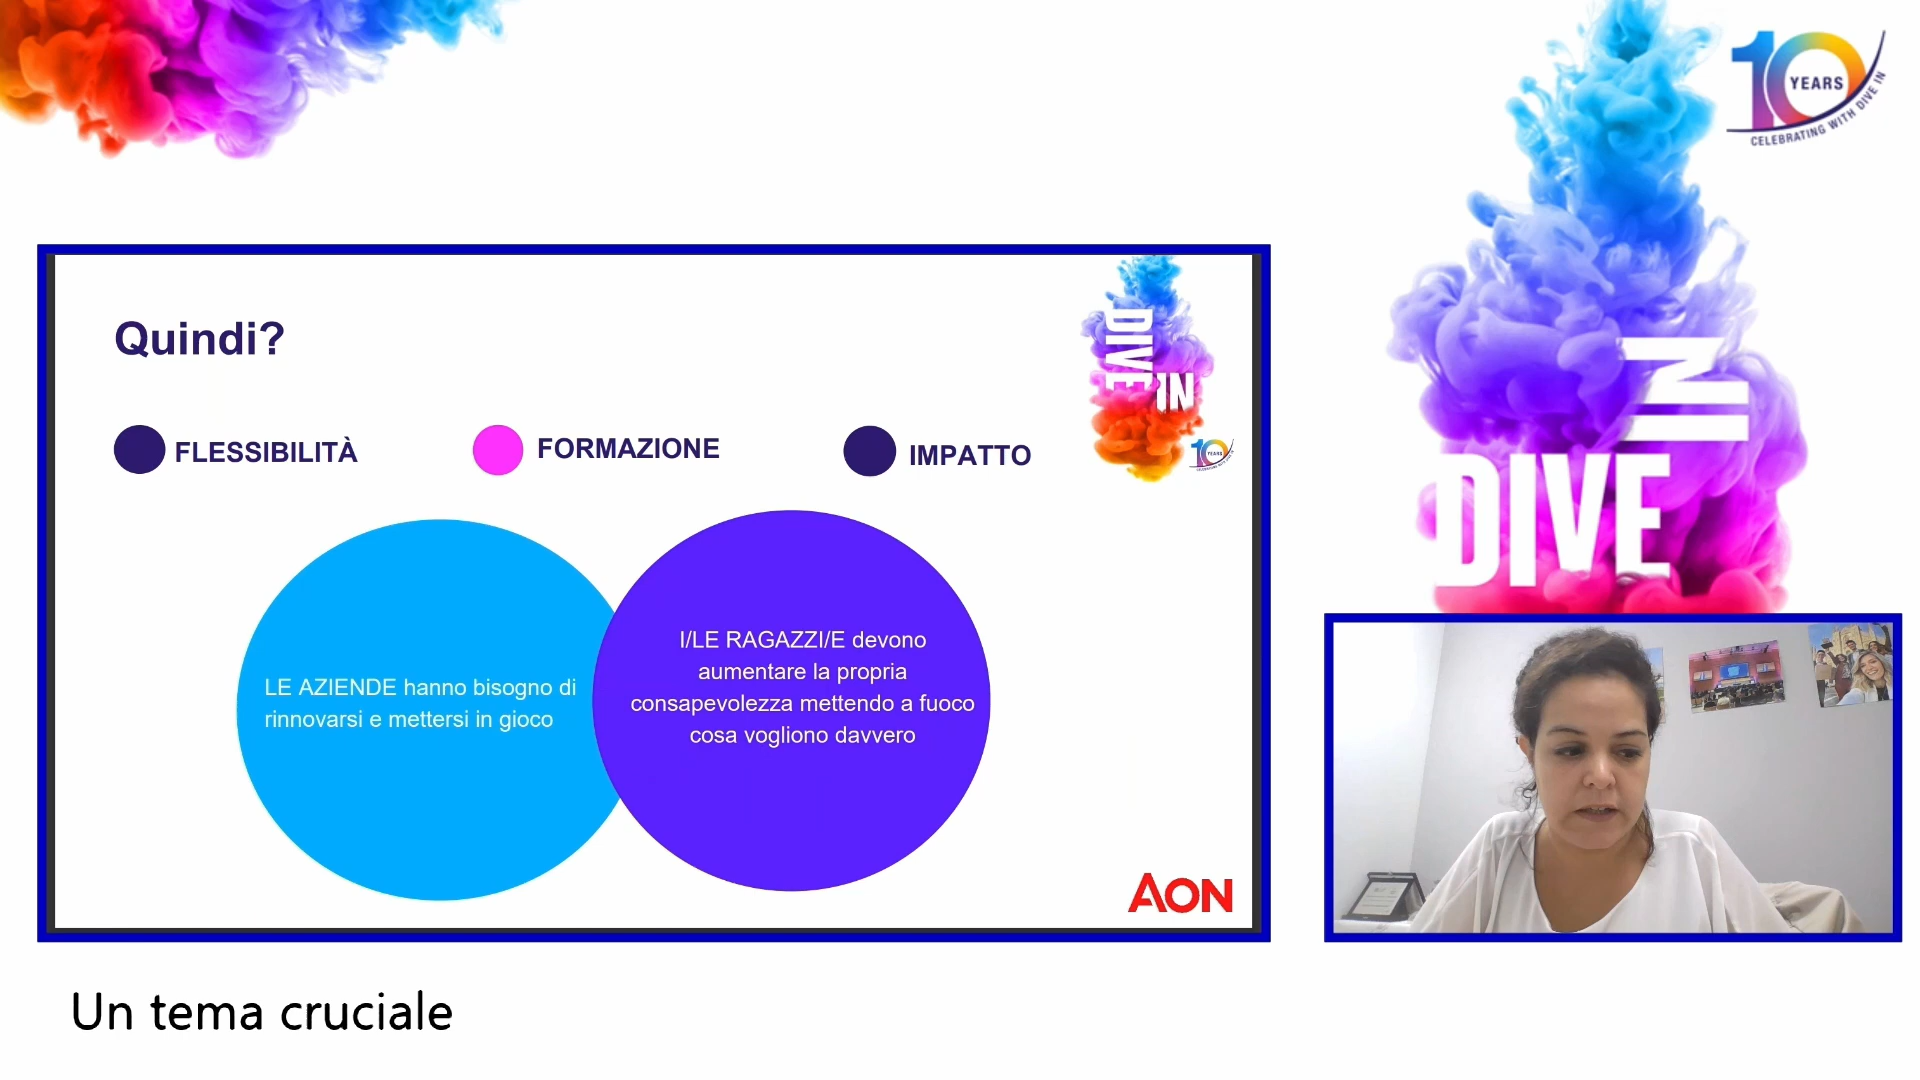 10
YEARS
CELEBRATING WITH DIVE IN
Quindi?
DIVE
IN
FLESSIBILITÀ
FORMAZIONE
IMPATTO
10
YEARS
LE AZIENDE hanno bisogno di
rinnovarsi e mettersi in gioco
I/LE RAGAZZI/E devono
aumentare la propria
consapevolezza mettendo a fuoco
cosa vogliono davvero
AON
IN
DIVE
Un tema cruciale